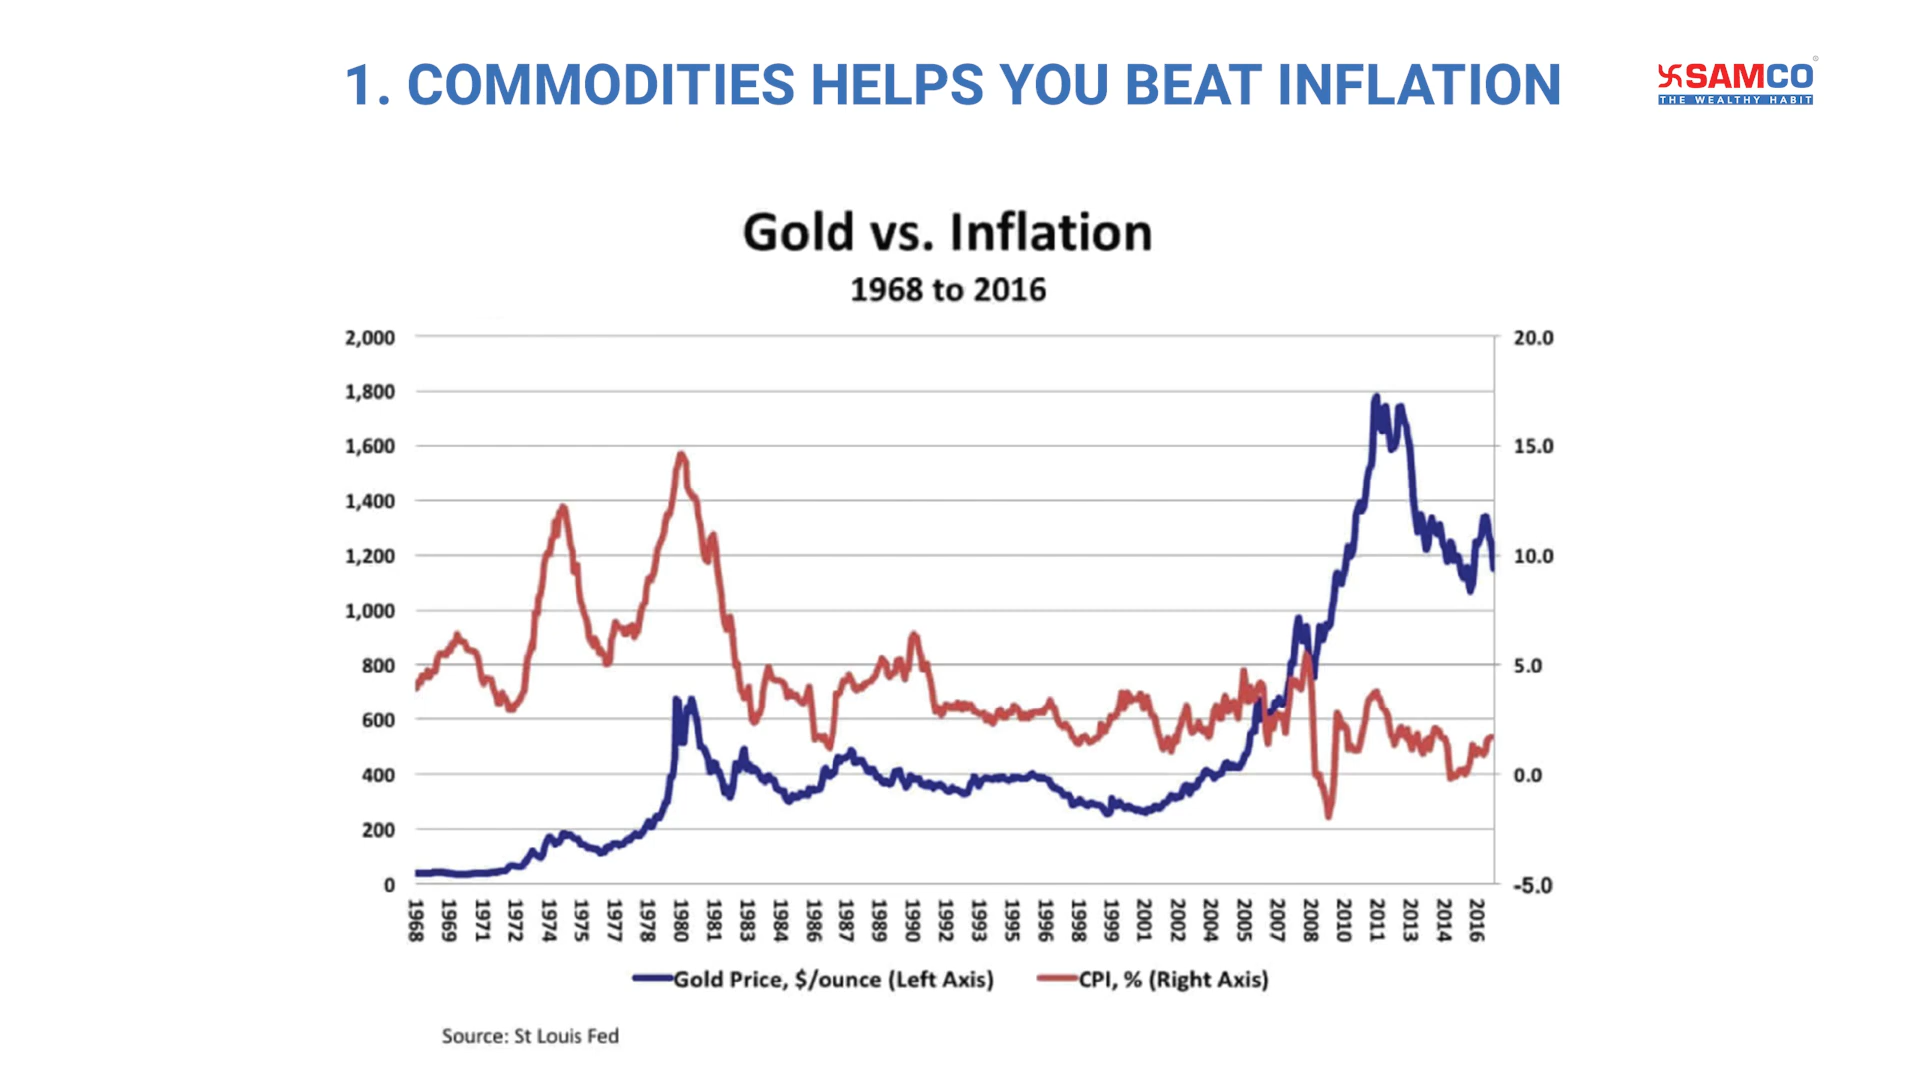 1. COMMODITIES HELPS YOU BEAT INFLATION
SAMCO®
THE WEALTHY HABIT
Gold vs. Inflation
1968 to 2016
2,000
1,800
1,600
1,400
1,200
1,000
800
600
400
200
0
20.0
15.0
10.0
5.0
0.0
-5.0
1968 1969 1971 1972 1974 1975 1977 1978 1980 1981 1983 1984 1986 1987 1989 1990 1992 1993 1995 1996 1998 1999 2001 2002 2004 2005 2007 2008 2010 2011 2013 2014 2016
Gold Price, $/ounce (Left Axis) CPI, % (Right Axis)
Source: St Louis Fed